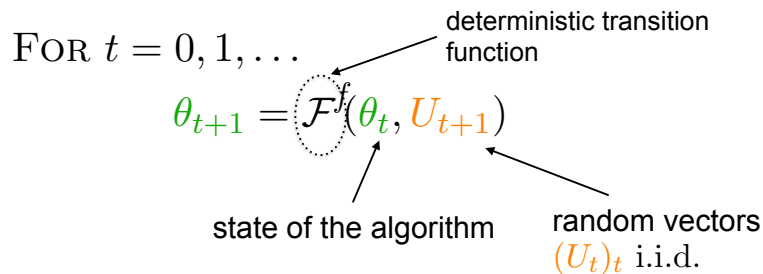 deterministic transition
function
FOR t = 0, 1, …
θ_{t+1} = 𝓕^f(θ_t, U_{t+1})
state of the algorithm
random vectors
(U_t)_t i.i.d.